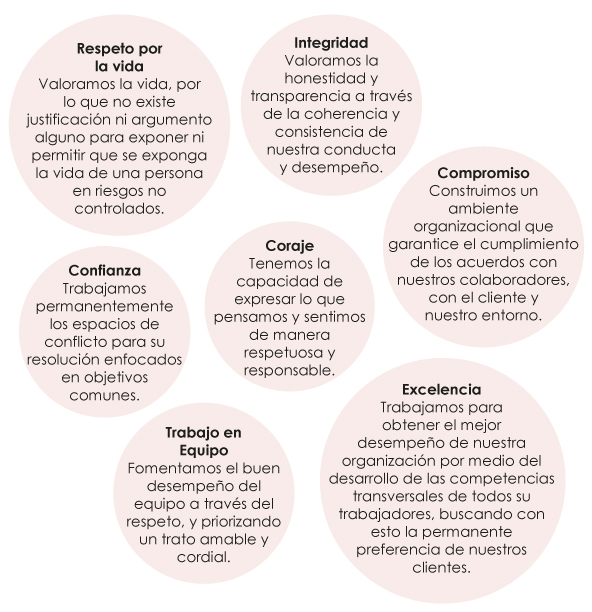 Respeto por
la vida
Valoramos la vida, por
lo que no existe
justificación ni argumento
alguno para exponer ni
permitir que se exponga
la vida de una persona
en riesgos no
controlados.
Integridad
Valoramos la
honestidad y
transparencia a través
de la coherencia y
consistencia de
nuestra conducta
y desempeño.
Compromiso
Construimos un
ambiente
organizacional que
garantice el cumplimiento
de los acuerdos con
nuestros colaboradores,
con el cliente y
nuestro entorno.
Coraje
Tenemos la
capacidad de
expresar lo que
pensamos y sentimos
de manera
respetuosa y
responsable.
Confianza
Trabajamos
permanentemente
los espacios de
conflicto para su
resolución enfocados
en objetivos
comunes.
Excelencia
Trabajamos para
obtener el mejor
desempeño de nuestra
organización por medio del
desarrollo de las competencias
transversales de todos su
trabajadores, buscando con
esto la permanente
preferencia de nuestros
clientes.
Trabajo en
Equipo
Fomentamos el buen
desempeño del
equipo a través del
respeto, y priorizando
un trato amable y
cordial.